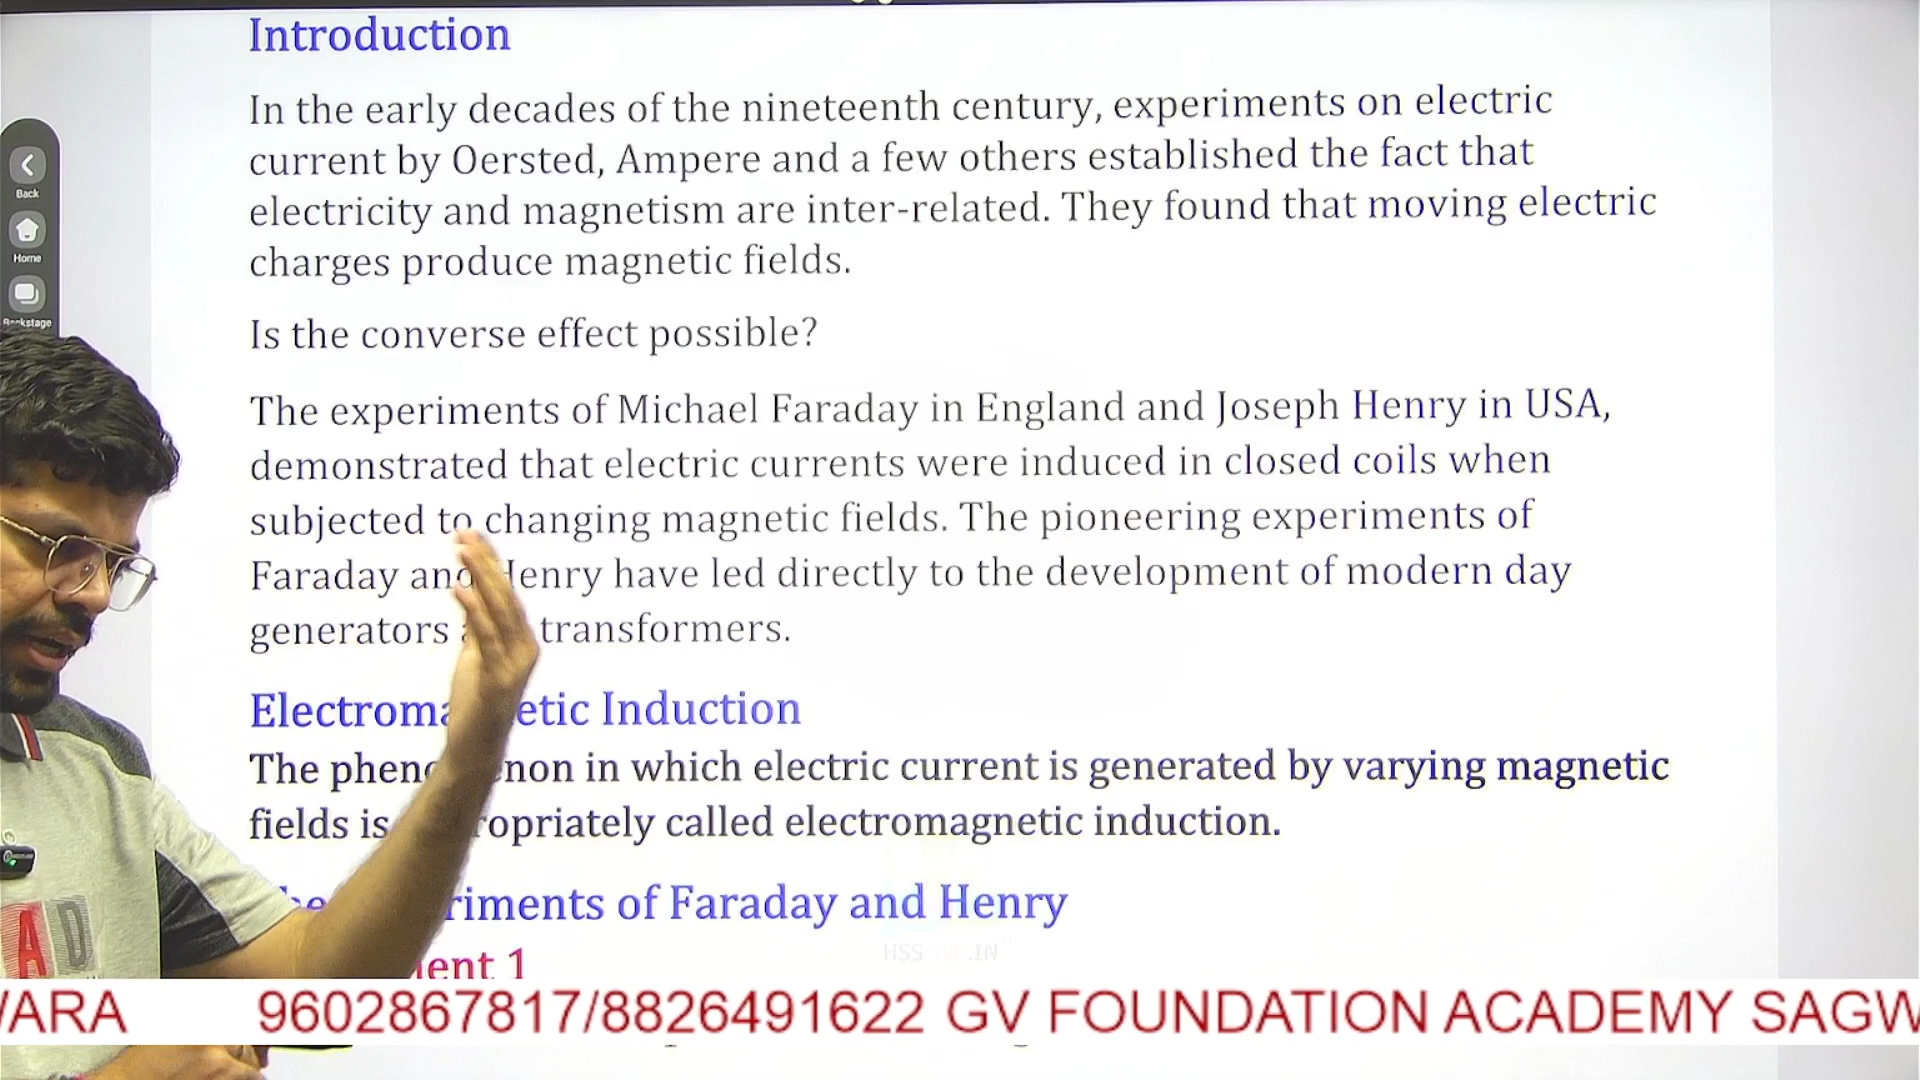 Introduction
In the early decades of the nineteenth century, experiments on electric
current by Oersted, Ampere and a few others established the fact that
electricity and magnetism are inter-related. They found that moving electric
charges produce magnetic fields.
Back
Home
Is the converse effect possible?
The experiments of Michael Faraday in England and Joseph Henry in USA,
demonstrated that electric currents were induced in closed coils when
subjected to changing magnetic fields. The pioneering experiments of
Faraday and Henry have led directly to the development of modern day
generators transformers.
Electroma etic Induction
The phen non in which electric current is generated by varying magnetic
fields is ropriately called electromagnetic induction.
riments of Faraday and Henry
HSS .IN
ent 1
AD
WARA 9602867817/8826491622 GV FOUNDATION ACADEMY SAGW